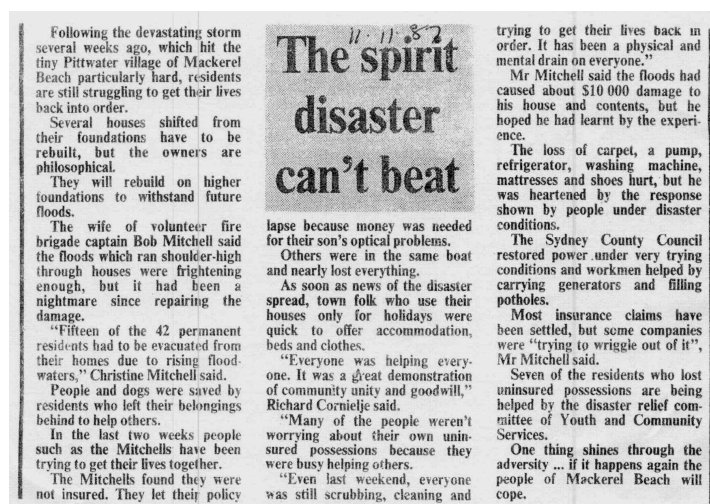 Following the devastating storm
several weeks ago, which hit the
tiny Pittwater village of Mackerel
Beach particularly hard, residents
are still struggling to get their lives
back into order.
Several houses shifted from
their foundations have to be
rebuilt, but the owners are
philosophical.
They will rebuild on higher
foundations to withstand future
floods.
The wife of volunteer fire
brigade captain Bob Mitchell said
the floods which ran shoulder-high
through houses were frightening
enough, but it had been a
nightmare since repairing the
damage.
“Fifteen of the 42 permanent
residents had to be evacuated from
their homes due to rising flood-
waters,” Christine Mitchell said.
People and dogs were saved by
residents who left their belongings
behind to help others.
In the last two weeks people
such as the Mitchells have been
trying to get their lives together.
The Mitchells found they were
not insured. They let their policy
11.11.87
The spirit
disaster
can't beat
lapse because money was needed
for their son's optical problems.
Others were in the same boat
and nearly lost everything.
As soon as news of the disaster
spread, town folk who use their
houses only for holidays were
quick to offer accommodation,
beds and clothes.
“Everyone was helping every-
one. It was a great demonstration
of community unity and goodwill,”
Richard Cornielje said.
“Many of the people weren't
worrying about their own unin-
sured possessions because they
were busy helping others.
“Even last weekend, everyone
was still scrubbing, cleaning and
trying to get their lives back in
order. It has been a physical and
mental drain on everyone.”
Mr Mitchell said the floods had
caused about $10 000 damage to
his house and contents, but he
hoped he had learnt by the experi-
ence.
The loss of carpet, a pump,
refrigerator, washing machine,
mattresses and shoes hurt, but he
was heartened by the response
shown by people under disaster
conditions.
The Sydney County Council
restored power under very trying
conditions and workmen helped by
carrying generators and filling
potholes.
Most insurance claims have
been settled, but some companies
were “trying to wriggle out of it”,
Mr Mitchell said.
Seven of the residents who lost
uninsured possessions are being
helped by the disaster relief com-
mittee of Youth and Community
Services.
One thing shines through the
adversity ... if it happens again the
people of Mackerel Beach will
cope.